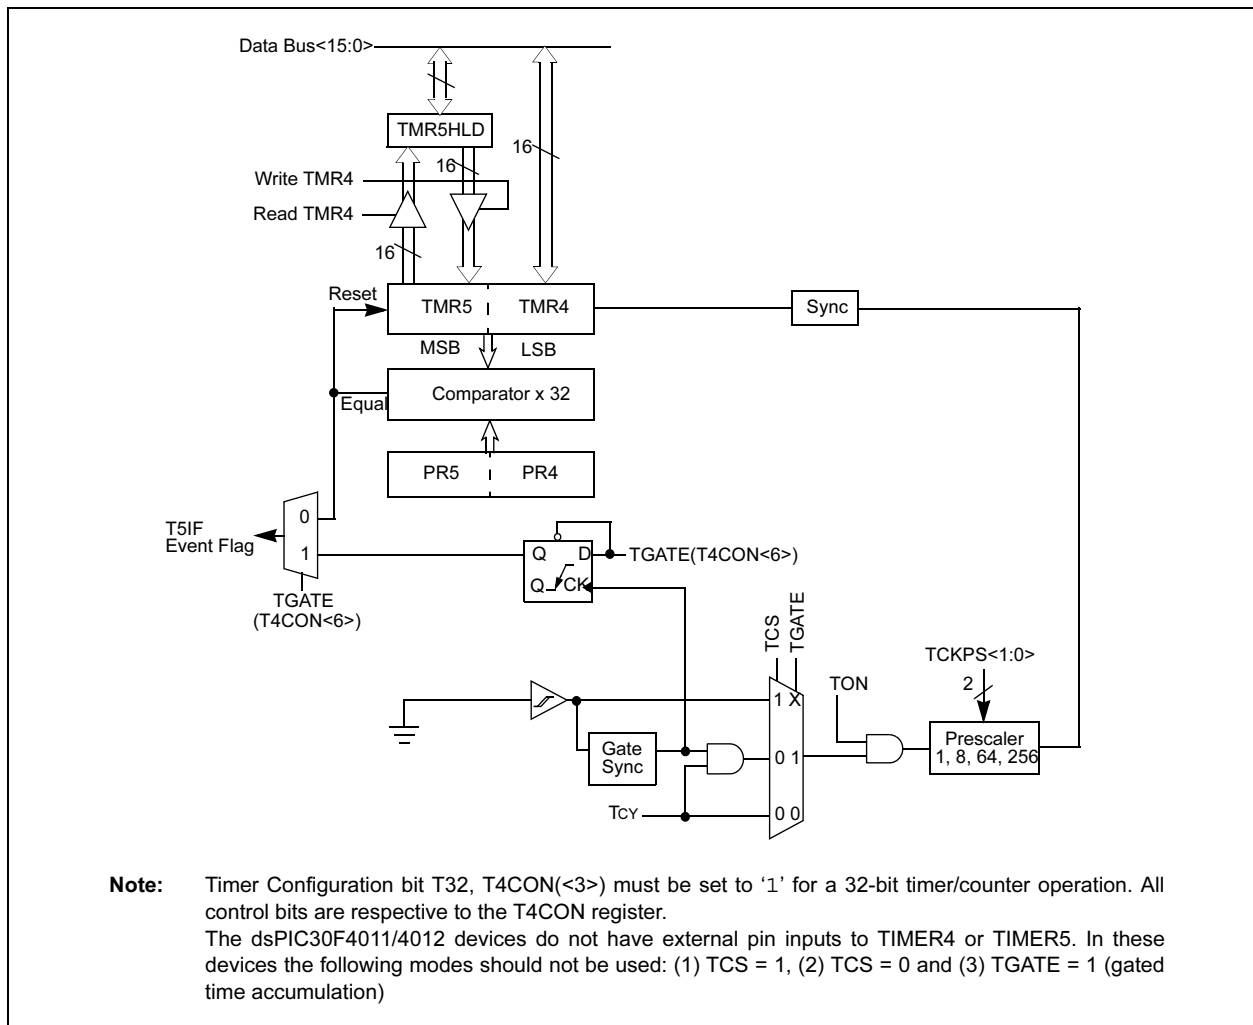 Data Bus<15:0>
TMR5HLD
16
16
Write TMR4
Read TMR4
16
Reset
TMR5
TMR4
Sync
MSB
LSB
Equal
Comparator x 32
PR5
PR4
0
T5IF
Event Flag
1
Q
D
TGATE(T4CON<6>)
Q
CK
TGATE
(T4CON<6>)
TCS
TGATE
TCKPS<1:0>
TON
2
1 X
Gate
Sync
0 1
Prescaler
1, 8, 64, 256
TCY
0 0
Note: Timer Configuration bit T32, T4CON(<3>) must be set to ‘1’ for a 32-bit timer/counter operation. All
control bits are respective to the T4CON register.
The dsPIC30F4011/4012 devices do not have external pin inputs to TIMER4 or TIMER5. In these
devices the following modes should not be used: (1) TCS = 1, (2) TCS = 0 and (3) TGATE = 1 (gated
time accumulation)